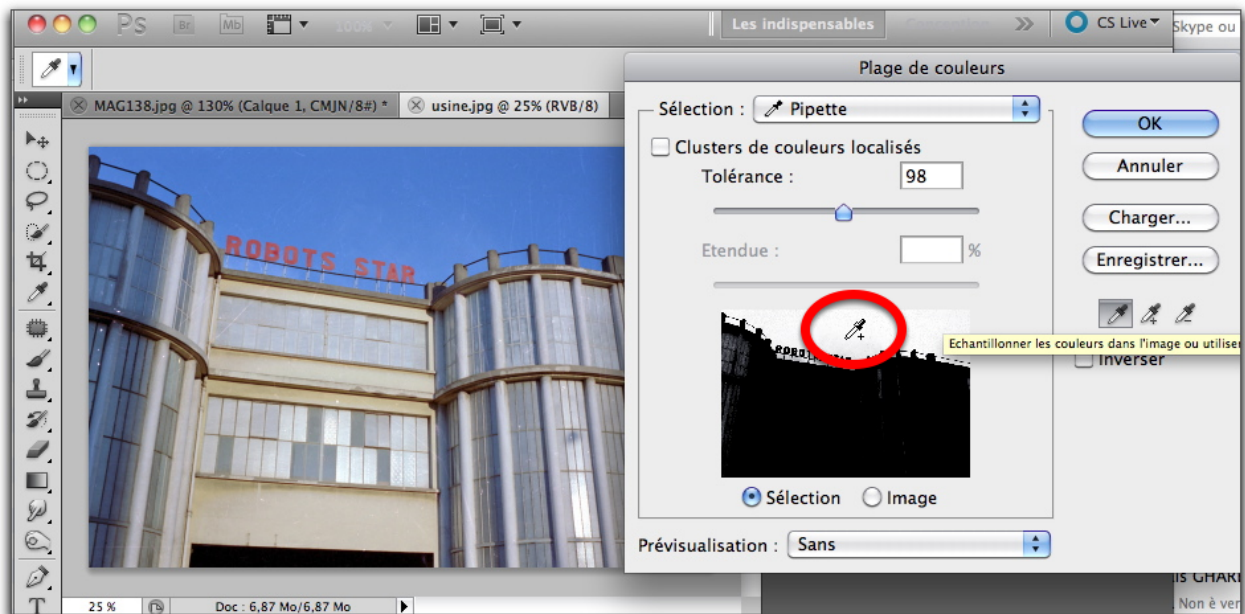 Ps Br Mb 100% Les indispensables CS Live Skype ou
Plage de couleurs
MAG138.jpg @ 130% (Calque 1, CMJN/8#) *
usine.jpg @ 25% (RVB/8)
Sélection : Pipette
Clusters de couleurs localisés
Tolérance : 98
Etendue : %
OK
Annuler
Charger...
Enregistrer...
ROBOTS STAR
Echantillonner les couleurs dans l'image ou utiliser
Inverser
Sélection Image
Prévisualisation : Sans
T
25 % Doc : 6,87 Mo/6,87 Mo
Non è ver